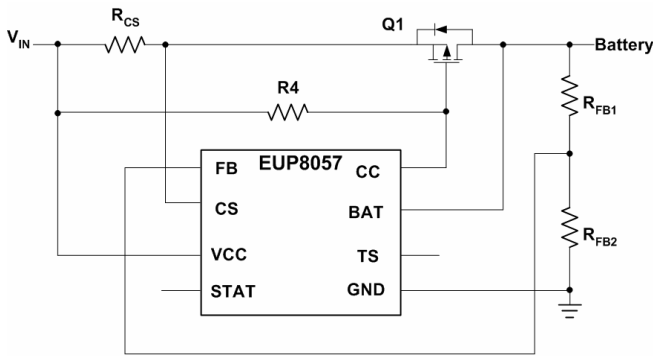 R_CS
Q1
V_IN
Battery
R4
R_FB1
EUP8057
FB
CC
CS
BAT
VCC
TS
R_FB2
STAT
GND